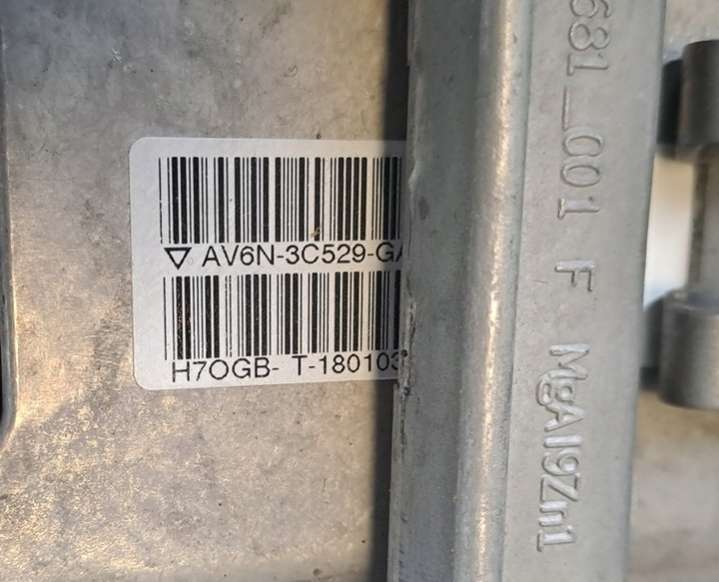 ▽ AV6N-3C529-GA
H7OGB- T-180103
681_001 F MgAl9Zn1